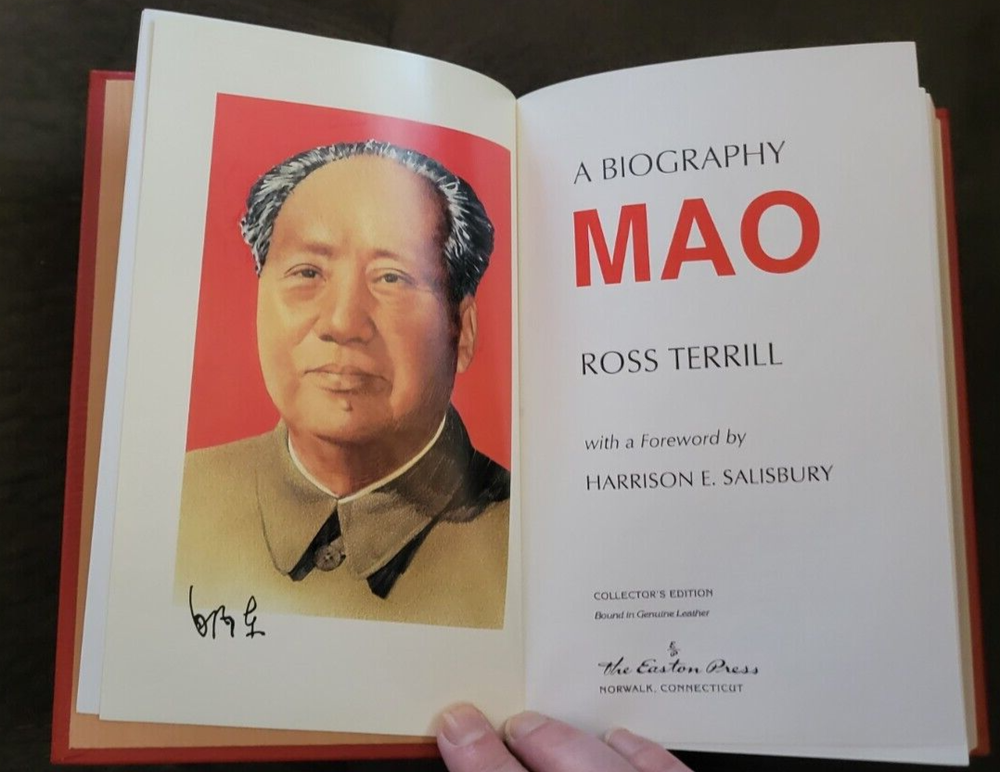 A BIOGRAPHY
MAO
ROSS TERRILL
with a Foreword by
HARRISON E. SALISBURY
COLLECTOR'S EDITION
Bound in Genuine Leather
The Easton Press
NORWALK, CONNECTICUT